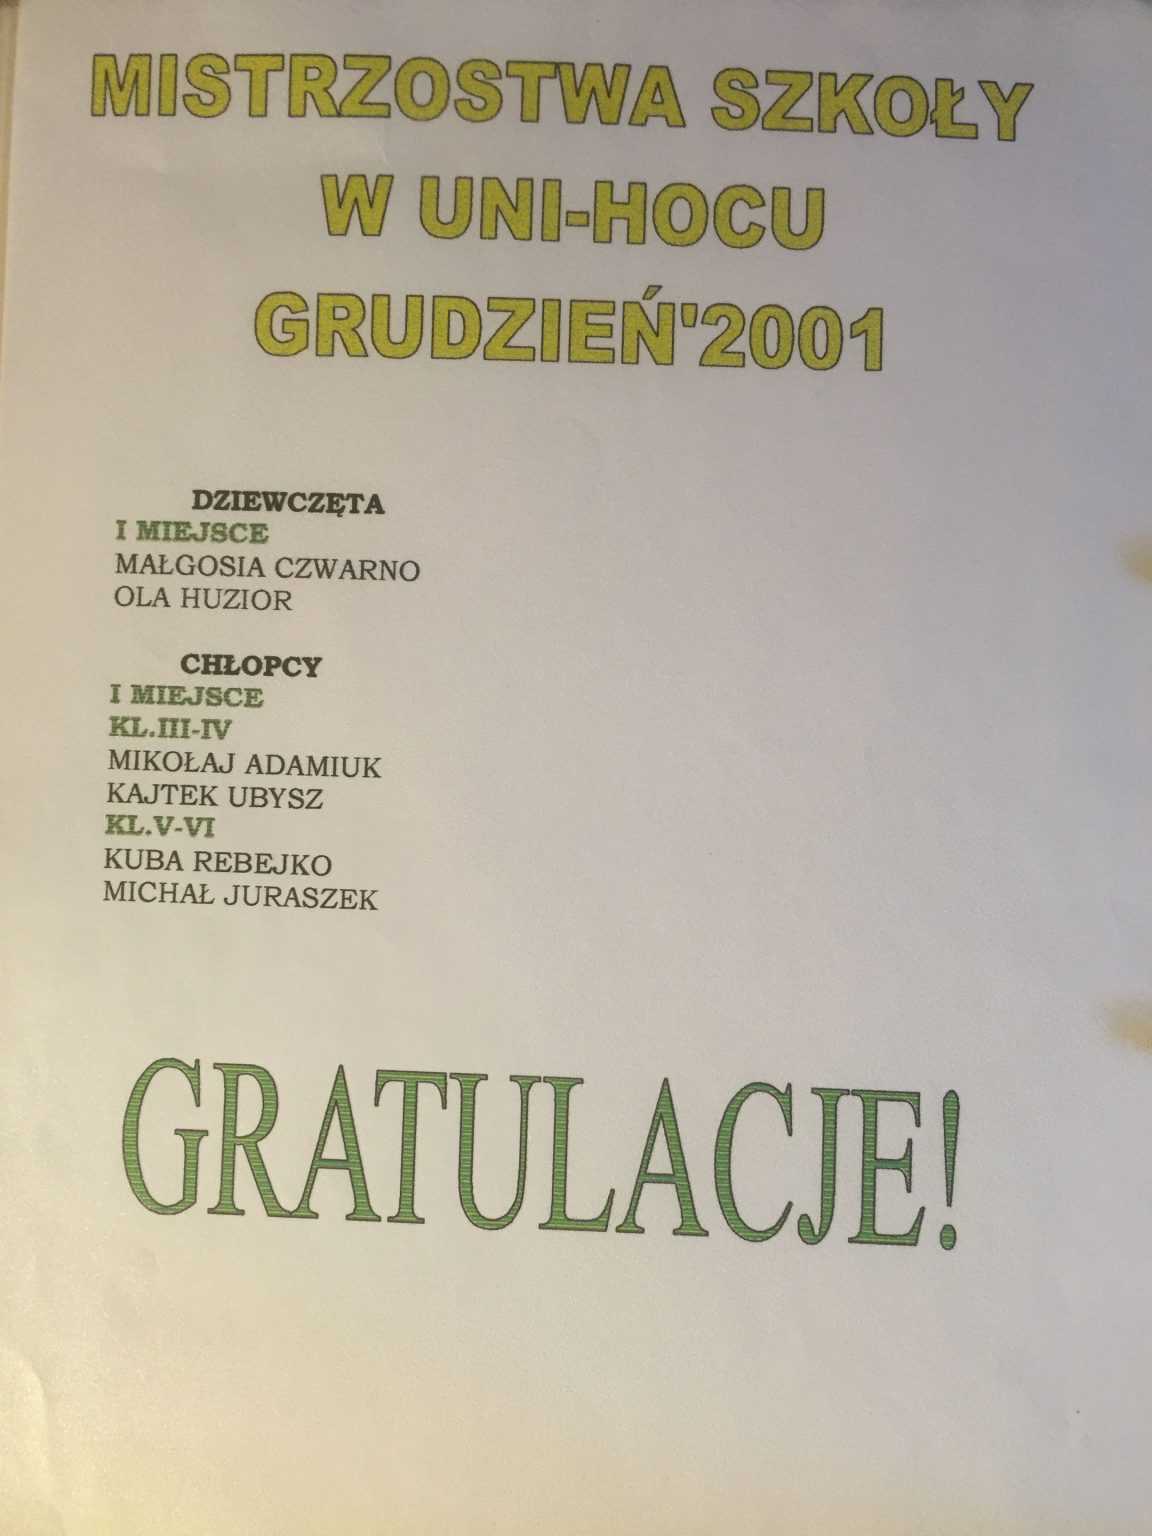 MISTRZOSTWA SZKOŁY
W UNI-HOCU
GRUDZIEŃ'2001
DZIEWCZĘTA
I MIEJSCE
MAŁGOSIA CZWARNO
OLA HUZIOR
CHŁOPCY
I MIEJSCE
KL.III-IV
MIKOŁAJ ADAMIUK
KAJTEK UBYSZ
KL.V-VI
KUBA REBEJKO
MICHAŁ JURASZEK
GRATULACJE!